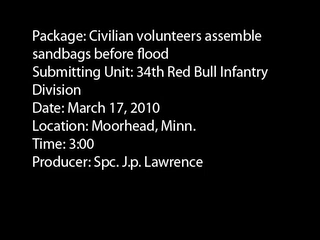 Package: Civilian volunteers assemble
sandbags before flood
Submitting Unit: 34th Red Bull Infantry
Division
Date: March 17, 2010
Location: Moorhead, Minn.
Time: 3:00
Producer: Spc. J.p. Lawrence